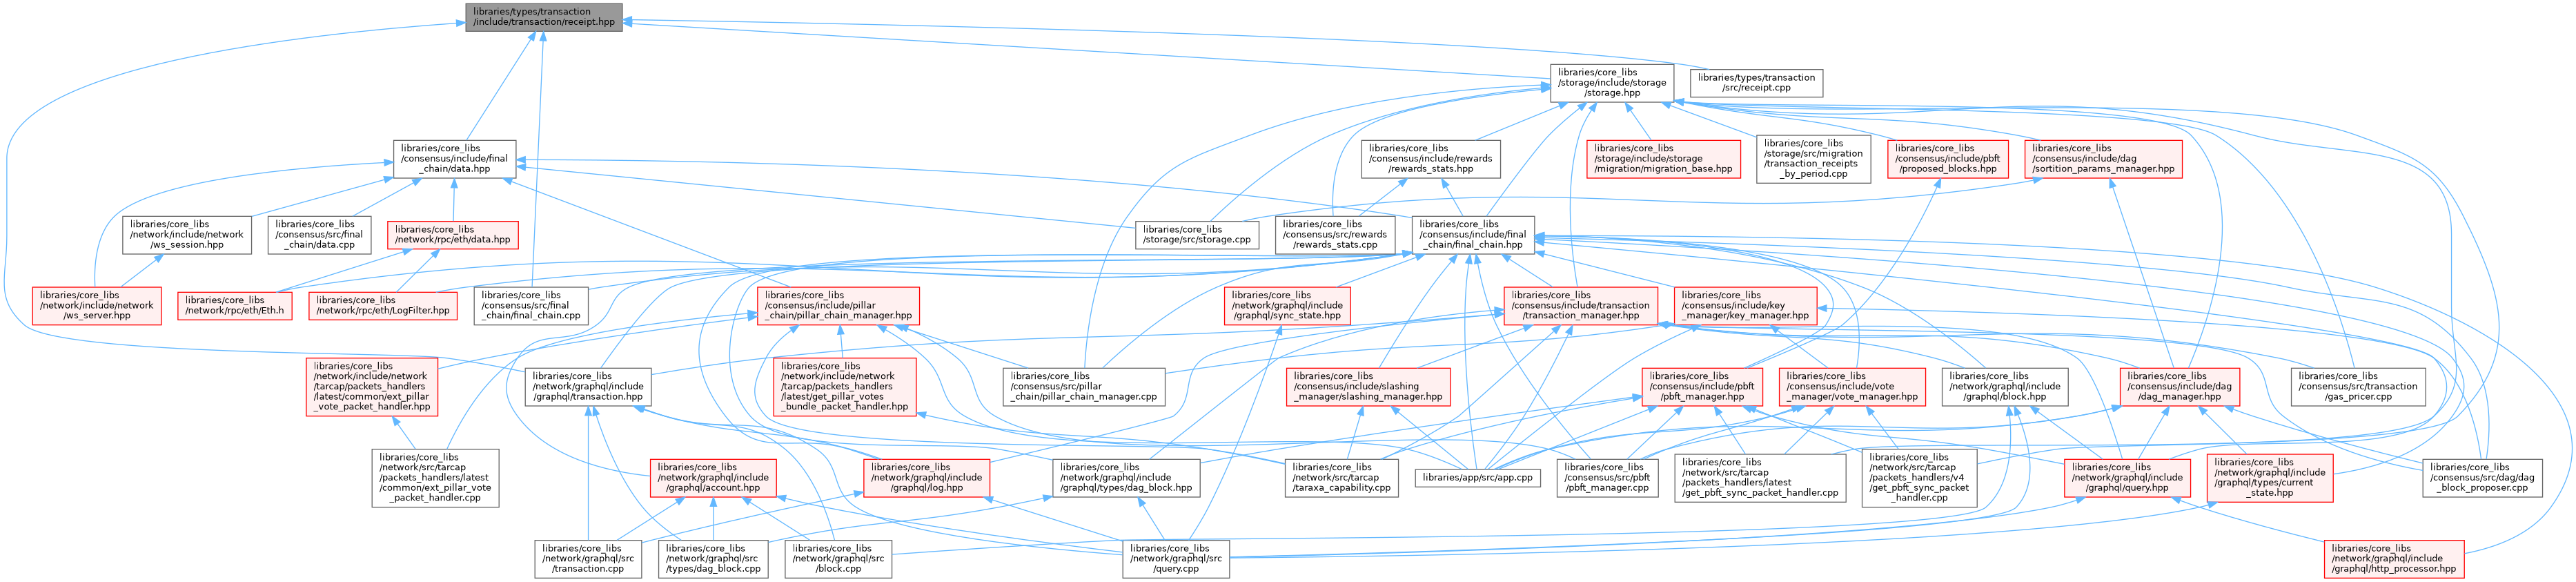 libraries/types/transaction
/include/transaction/receipt.hpp
libraries/core_libs
/storage/include/storage
/storage.hpp
libraries/types/transaction
/src/receipt.cpp
libraries/core_libs
/consensus/include/final
_chain/data.hpp
libraries/core_libs
/consensus/include/rewards
/rewards_stats.hpp
libraries/core_libs
/storage/include/storage
/migration/migration_base.hpp
libraries/core_libs
/storage/src/migration
/transaction_receipts
_by_period.cpp
libraries/core_libs
/consensus/include/pbft
/proposed_blocks.hpp
libraries/core_libs
/consensus/include/dag
/sortition_params_manager.hpp
libraries/core_libs
/network/include/network
/ws_session.hpp
libraries/core_libs
/consensus/src/final
_chain/data.cpp
libraries/core_libs
/network/rpc/eth/data.hpp
libraries/core_libs
/storage/src/storage.cpp
libraries/core_libs
/consensus/src/rewards
/rewards_stats.cpp
libraries/core_libs
/consensus/include/final
_chain/final_chain.hpp
libraries/core_libs
/network/include/network
/ws_server.hpp
libraries/core_libs
/network/rpc/eth/Eth.h
libraries/core_libs
/network/rpc/eth/LogFilter.hpp
libraries/core_libs
/consensus/src/final
_chain/final_chain.cpp
libraries/core_libs
/consensus/include/pillar
_chain/pillar_chain_manager.hpp
libraries/core_libs
/network/graphql/include
/graphql/sync_state.hpp
libraries/core_libs
/consensus/include/transaction
/transaction_manager.hpp
libraries/core_libs
/consensus/include/key
_manager/key_manager.hpp
libraries/core_libs
/network/include/network
/tarcap/packets_handlers
/latest/common/ext_pillar
_vote_packet_handler.hpp
libraries/core_libs
/network/graphql/include
/graphql/transaction.hpp
libraries/core_libs
/network/include/network
/tarcap/packets_handlers
/latest/get_pillar_votes
_bundle_packet_handler.hpp
libraries/core_libs
/consensus/src/pillar
_chain/pillar_chain_manager.cpp
libraries/core_libs
/consensus/include/slashing
_manager/slashing_manager.hpp
libraries/core_libs
/consensus/include/pbft
/pbft_manager.hpp
libraries/core_libs
/consensus/include/vote
_manager/vote_manager.hpp
libraries/core_libs
/network/graphql/include
/graphql/block.hpp
libraries/core_libs
/consensus/include/dag
/dag_manager.hpp
libraries/core_libs
/consensus/src/transaction
/gas_pricer.cpp
libraries/core_libs
/network/src/tarcap
/packets_handlers/latest
/common/ext_pillar_vote
_packet_handler.cpp
libraries/core_libs
/network/graphql/include
/graphql/account.hpp
libraries/core_libs
/network/graphql/include
/graphql/log.hpp
libraries/core_libs
/network/graphql/include
/graphql/types/dag_block.hpp
libraries/core_libs
/network/src/tarcap
/taraxa_capability.cpp
libraries/app/src/app.cpp
libraries/core_libs
/consensus/src/pbft
/pbft_manager.cpp
libraries/core_libs
/network/src/tarcap
/packets_handlers/latest
/get_pbft_sync_packet_handler.cpp
libraries/core_libs
/network/src/tarcap
/packets_handlers/v4
/get_pbft_sync_packet
_handler.cpp
libraries/core_libs
/network/graphql/include
/graphql/query.hpp
libraries/core_libs
/network/graphql/include
/graphql/types/current
_state.hpp
libraries/core_libs
/consensus/src/dag/dag
_block_proposer.cpp
libraries/core_libs
/network/graphql/src
/transaction.cpp
libraries/core_libs
/network/graphql/src
/types/dag_block.cpp
libraries/core_libs
/network/graphql/src
/block.cpp
libraries/core_libs
/network/graphql/src
/query.cpp
libraries/core_libs
/network/graphql/include
/graphql/http_processor.hpp